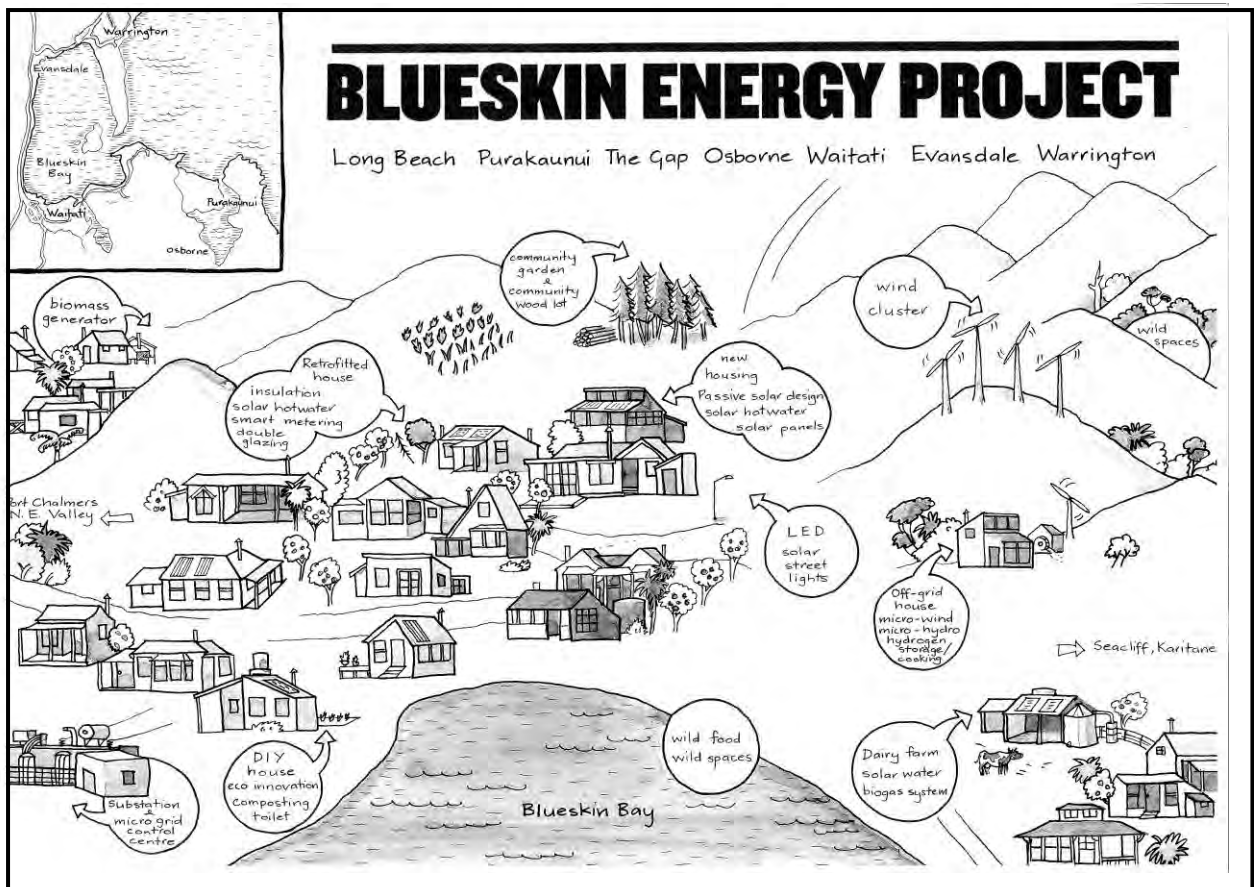 BLUESKIN ENERGY PROJECT
Long Beach Purakaunui The Gap Osborne Waitati Evansdale Warrington
Warrington
Evansdale
Blueskin
Bay
Waitati
Purakaunui
Osborne
community
garden
&
community
wood lot
wind
cluster
wild
spaces
biomass
generator
Retrofitted
house
insulation
solar hotwater
smart metering
double
glazing
new
housing
Passive solar design
solar hotwater
solar panels
Port Chalmers
N. E. Valley
LED
solar
street
lights
Off-grid
house
micro-wind
micro-hydro
hydrogen
storage/
cooking
Seacliff, Karitane
DIY
house
eco innovation
composting
toilet
wild food
wild spaces
Dairy farm
solar water
biogas system
Substation
&
micro grid
control
centre
Blueskin Bay